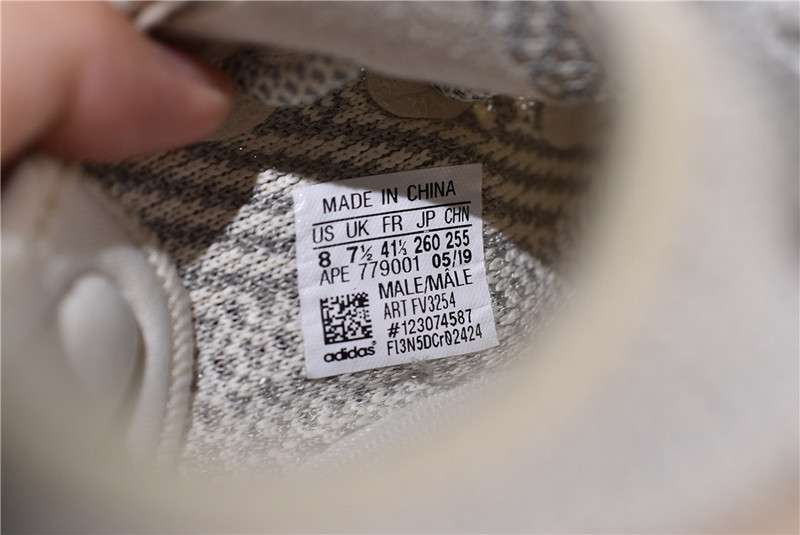 MADE IN CHINA
US UK FR JP CHN
8 7½ 41⅓ 260 255
APE 779001 05/19
MALE/MÂLE
ART FV3254
#123074587
FI3N5DCr02424
adidas